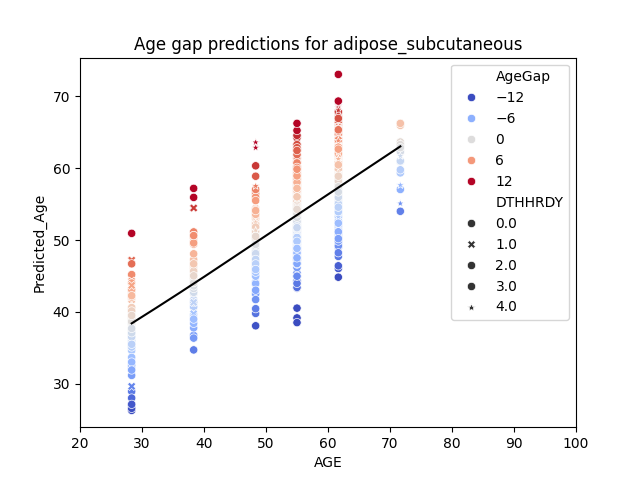 Age gap predictions for adipose_subcutaneous
Predicted_Age
70
60
50
40
30
20 30 40 50 60 70 80 90 100
AGE
AgeGap
−12
−6
0
6
12
DTHHRDY
0.0
1.0
2.0
3.0
4.0